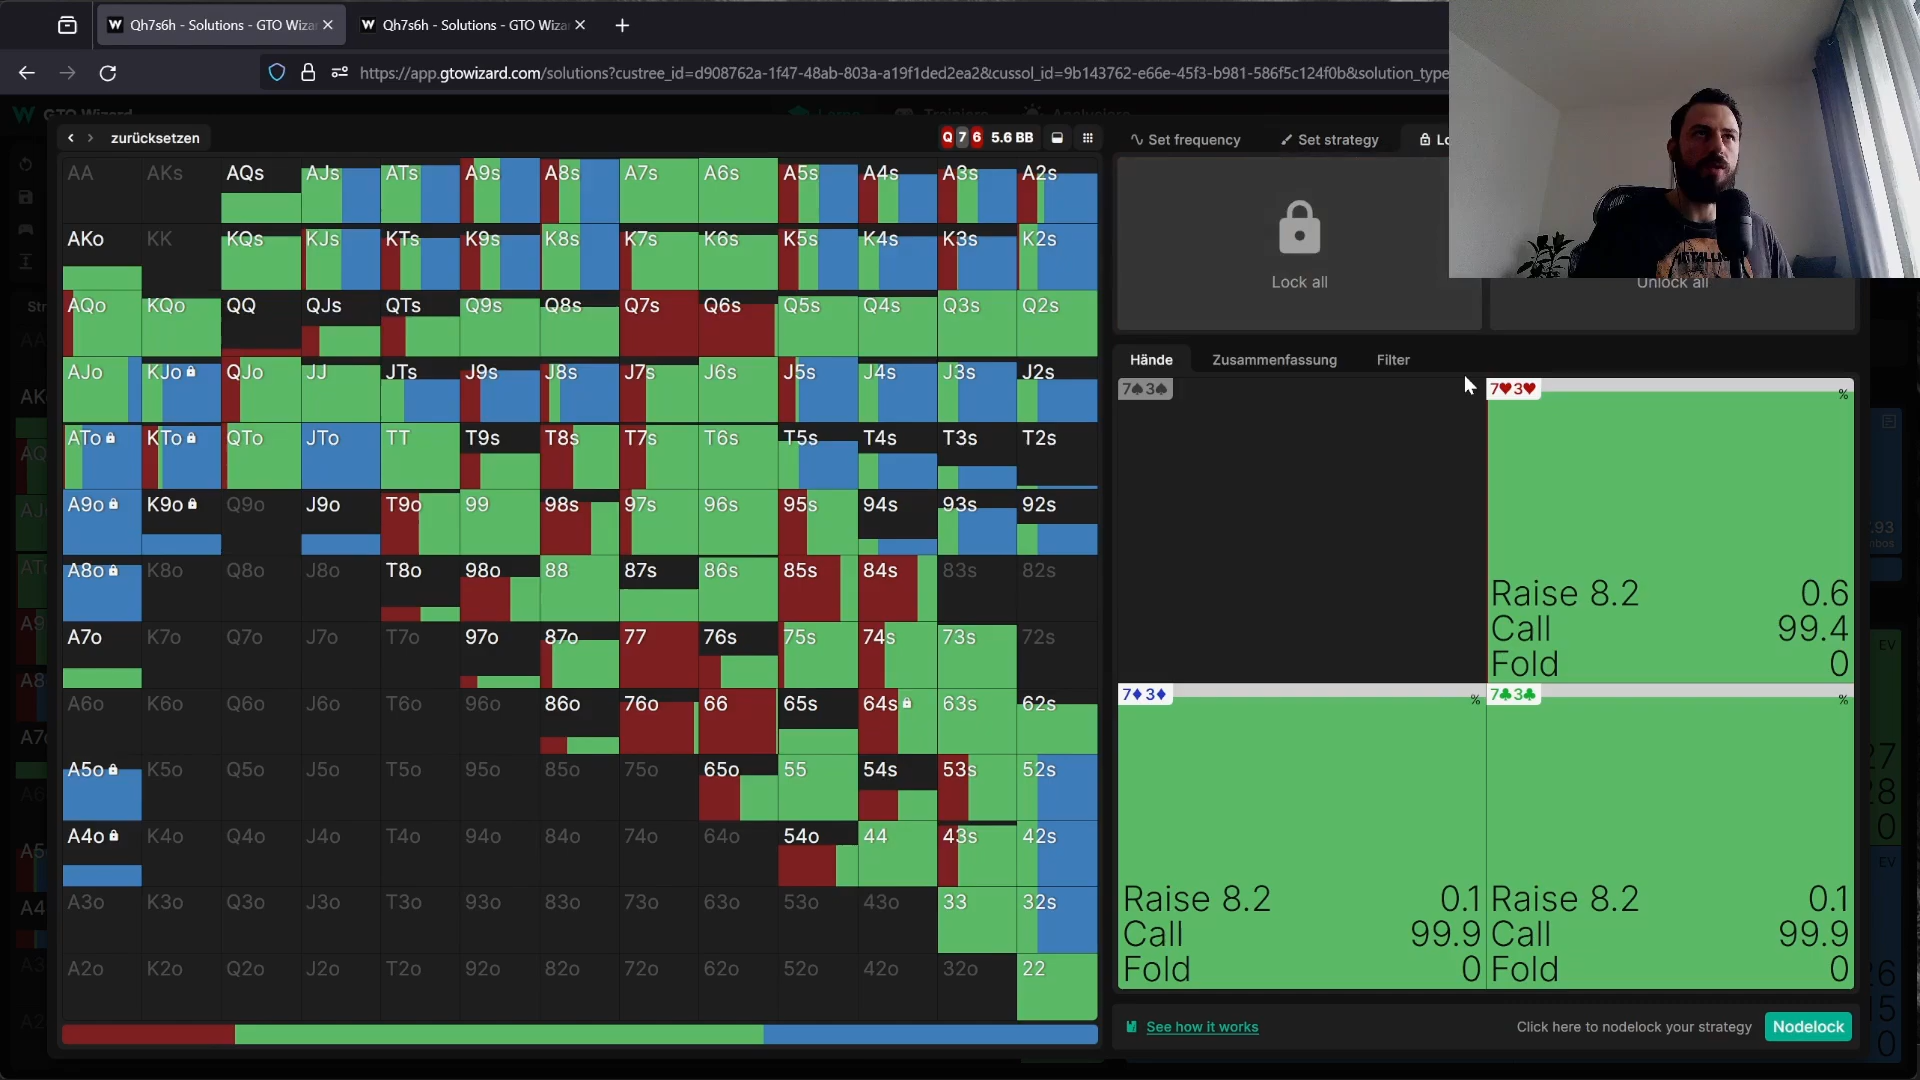 Qh7s6h - Solutions - GTO Wiza
Qh7s6h - Solutions - GTO Wiza
https://app.gtowizard.com/solutions?custree_id=d908762a-1f47-48ab-803a-a19f1ded2ea2&cussol_id=9b143762-e66e-45f3-b981-586f5c124f0b&solution_type
zurücksetzen
Q 7 6 5.6 BB
Set frequency
Set strategy
Lo
AA AKs AQs AJs ATs A9s A8s A7s A6s A5s A4s A3s A2s
AKo KK KQs KJs KTs K9s K8s K7s K6s K5s K4s K3s K2s
AQo KQo QQ QJs QTs Q9s Q8s Q7s Q6s Q5s Q4s Q3s Q2s
AJo KJo QJo JJ JTs J9s J8s J7s J6s J5s J4s J3s J2s
ATo KTo QTo JTo TT T9s T8s T7s T6s T5s T4s T3s T2s
A9o K9o Q9o J9o T9o 99 98s 97s 96s 95s 94s 93s 92s
A8o K8o Q8o J8o T8o 98o 88 87s 86s 85s 84s 83s 82s
A7o K7o Q7o J7o T7o 97o 87o 77 76s 75s 74s 73s 72s
A6o K6o Q6o J6o T6o 96o 86o 76o 66 65s 64s 63s 62s
A5o K5o Q5o J5o T5o 95o 85o 75o 65o 55 54s 53s 52s
A4o K4o Q4o J4o T4o 94o 84o 74o 64o 54o 44 43s 42s
A3o K3o Q3o J3o T3o 93o 83o 73o 63o 53o 43o 33 32s
A2o K2o Q2o J2o T2o 92o 82o 72o 62o 52o 42o 32o 22
Lock all
Unlock all
Hände
Zusammenfassung
Filter
7♠3♠
7♥3♥
%
Raise 8.2 0.6
Call 99.4
Fold 0
7♦3♦
%
Raise 8.2 0.1
Call 99.9
Fold 0
7♣3♣
%
Raise 8.2 0.1
Call 99.9
Fold 0
See how it works
Click here to nodelock your strategy
Nodelock